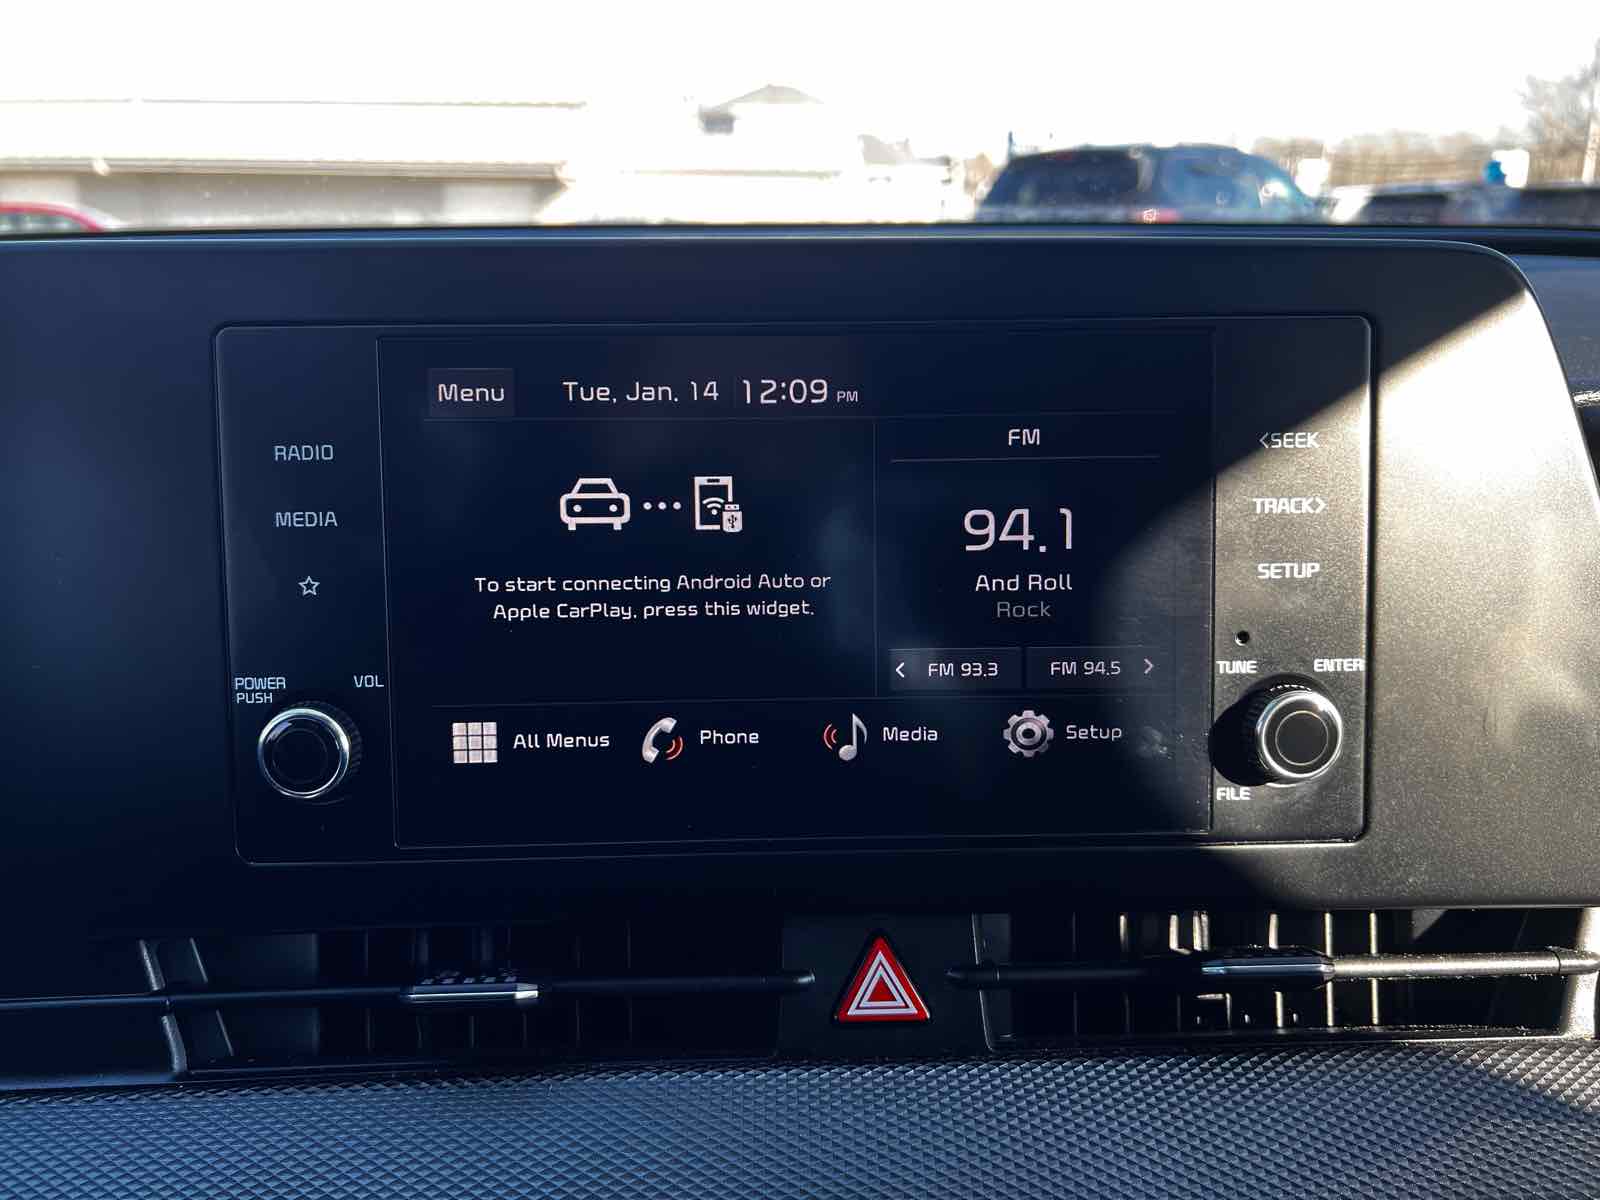 Menu
Tue, Jan. 14
12:09 PM
RADIO
MEDIA
POWER
PUSH
VOL
To start connecting Android Auto or
Apple CarPlay, press this widget.
FM
94.1
And Roll
Rock
< FM 93.3
FM 94.5 >
All Menus
Phone
Media
Setup
<SEEK
TRACK>
SETUP
TUNE
ENTER
FILE